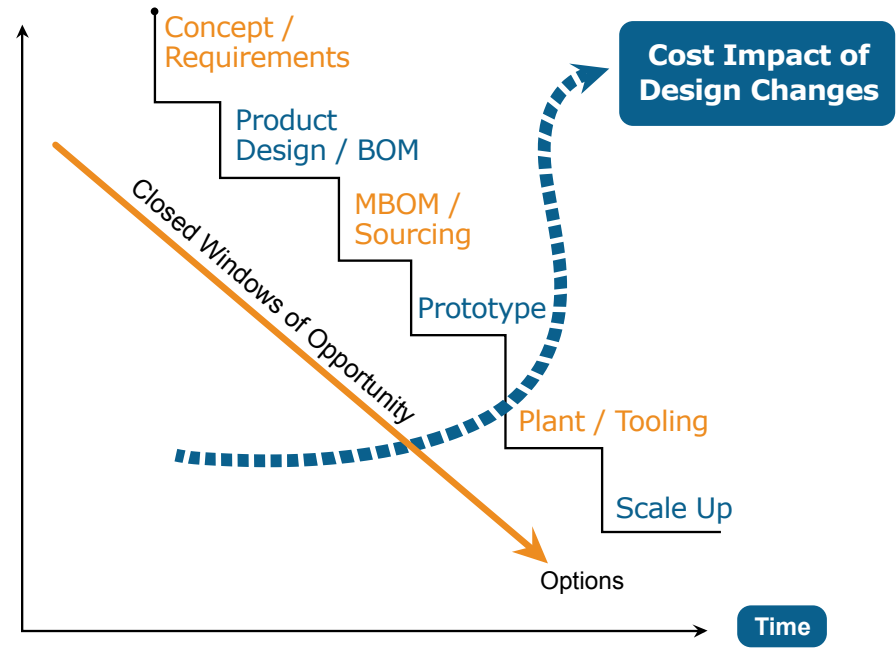 Concept /
Requirements
Cost Impact of
Design Changes
Product
Design / BOM
Closed Windows of Opportunity
MBOM /
Sourcing
Prototype
Plant / Tooling
Scale Up
Options
Time